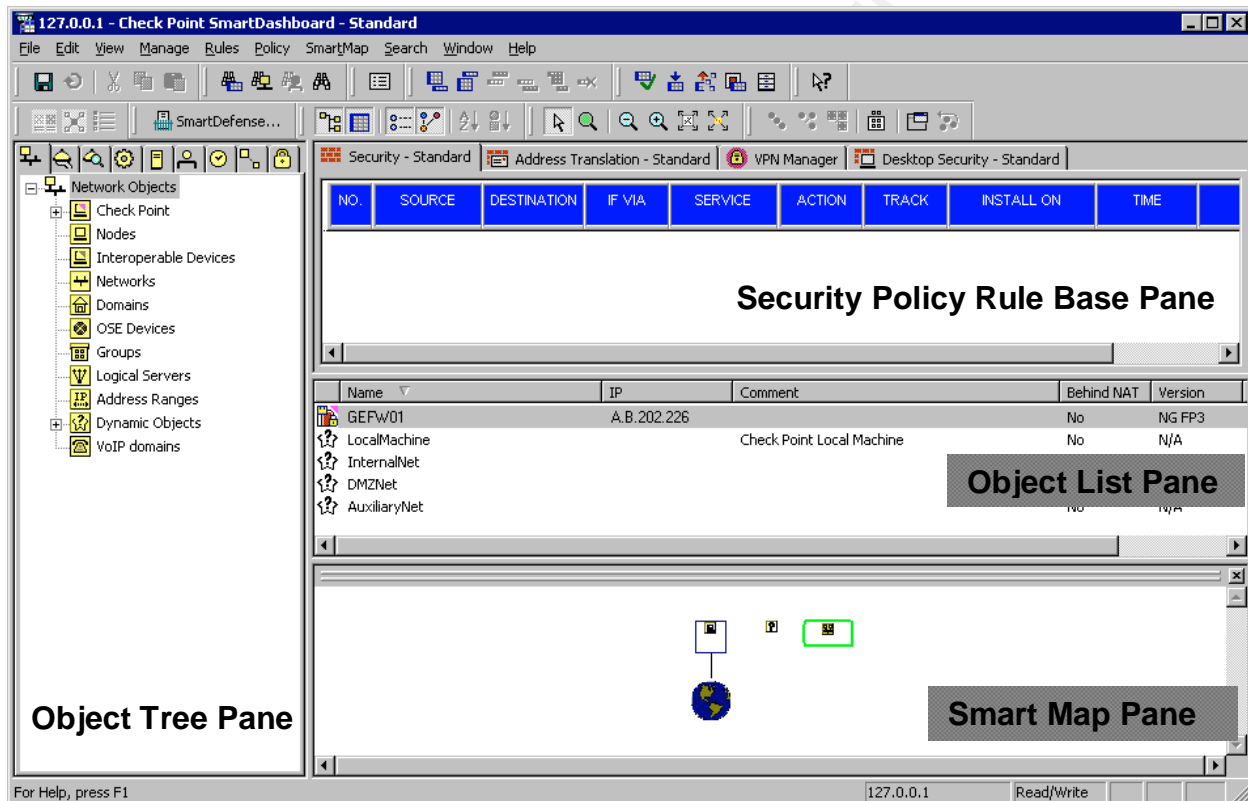 127.0.0.1 - Check Point SmartDashboard - Standard
File Edit View Manage Rules Policy SmartMap Search Window Help
SmartDefense...
Security - Standard Address Translation - Standard VPN Manager Desktop Security - Standard
Network Objects
Check Point
Nodes
Interoperable Devices
Networks
Domains
OSE Devices
Groups
Logical Servers
Address Ranges
Dynamic Objects
VoIP domains
Object Tree Pane
NO. SOURCE DESTINATION IF VIA SERVICE ACTION TRACK INSTALL ON TIME
Security Policy Rule Base Pane
Name IP Comment Behind NAT Version
GEFW01 A.B.202.226 No NG FP3
LocalMachine Check Point Local Machine No N/A
InternalNet
DMZNet
AuxiliaryNet No N/A
Object List Pane
Smart Map Pane
For Help, press F1 127.0.0.1 Read/Write